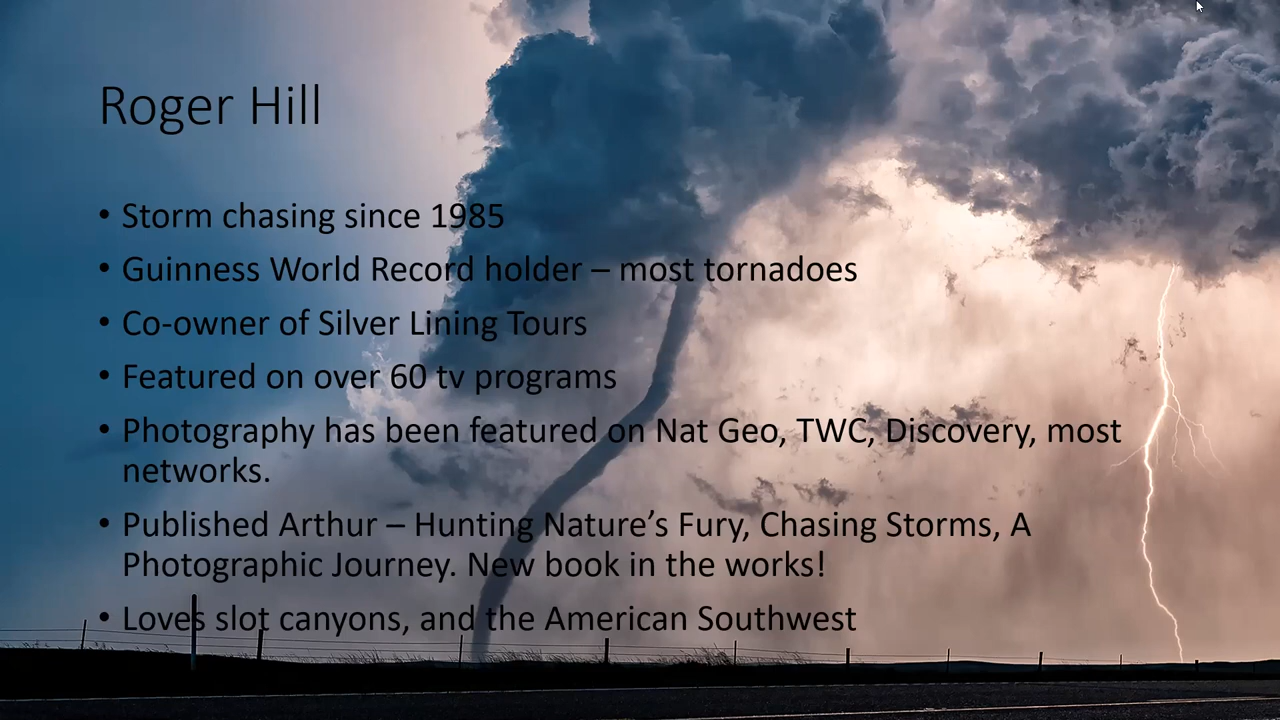 Roger Hill
• Storm chasing since 1985
• Guinness World Record holder – most tornadoes
• Co-owner of Silver Lining Tours
• Featured on over 60 tv programs
• Photography has been featured on Nat Geo, TWC, Discovery, most
networks.
• Published Arthur – Hunting Nature’s Fury, Chasing Storms, A
Photographic Journey. New book in the works!
• Loves slot canyons, and the American Southwest